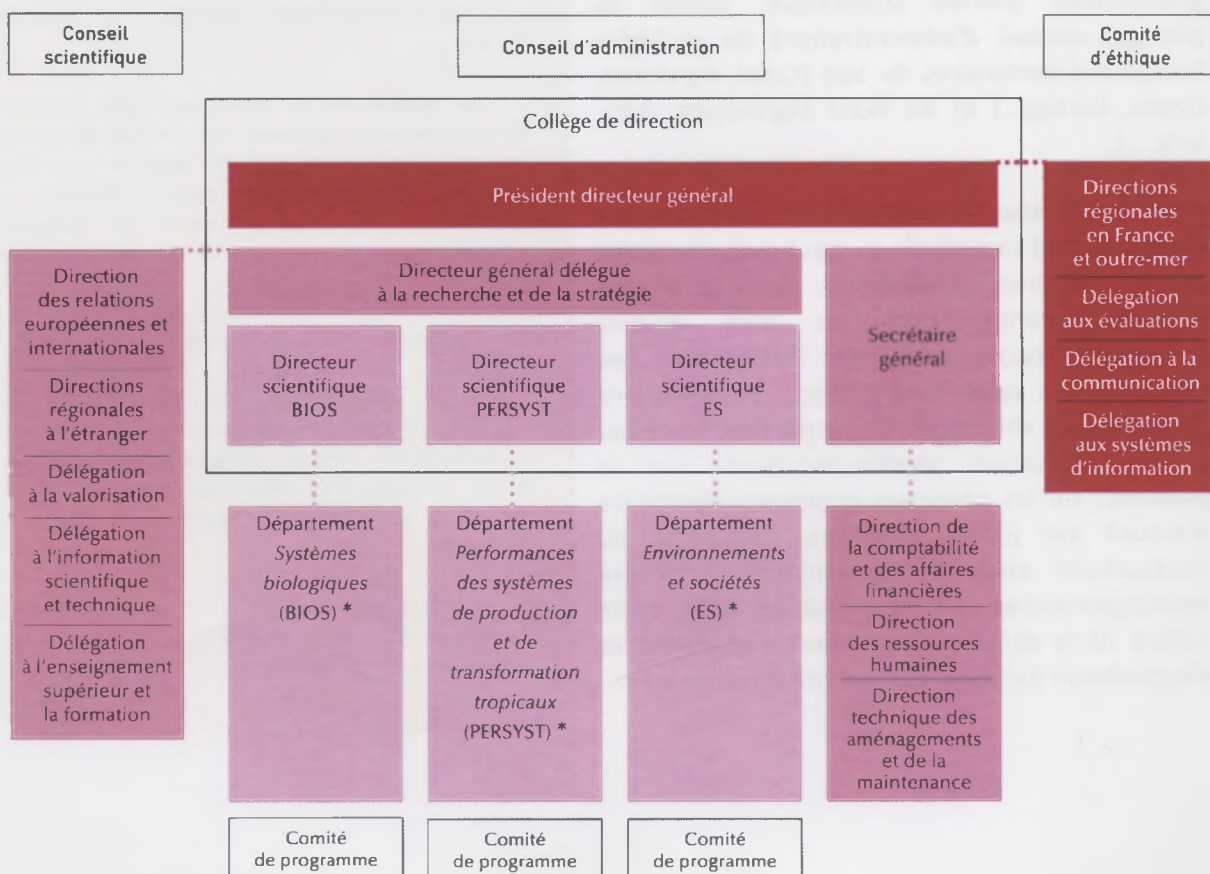 Conseil
scientifique
Conseil d'administration
Comité
d'éthique
Collège de direction
Président directeur général
Directions
régionales
en France
et outre-mer
Délégation
aux évaluations
Délégation à la
communication
Délégation
aux systèmes
d'information
Direction
des relations
européennes et
internationales
Directions
régionales
à l'étranger
Délégation
à la valorisation
Délégation
à l'information
scientifique
et technique
Délégation
à l'enseignement
supérieur et
la formation
Directeur général délégué
à la recherche et de la stratégie
Directeur
scientifique
BIOS
Directeur
scientifique
PERSYST
Directeur
scientifique
ES
Secrétaire
général
Département
Systèmes
biologiques
(BIOS) *
Département
Performances
des systèmes
de production
et de
transformation
tropicaux
(PERSYST) *
Département
Environnements
et sociétés
(ES) *
Direction de
la comptabilité
et des affaires
financières
Direction
des ressources
humaines
Direction
technique des
aménagements
et de la
maintenance
Comité
de programme
Comité
de programme
Comité
de programme